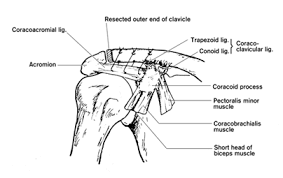 Resected outer end of clavicle
Coracoacromial lig.
Trapezoid lig.
Conoid lig.
Coraco-
clavicular lig.
Acromion
Coracoid process
Pectoralis minor
muscle
Coracobrachialis
muscle
Short head of
biceps muscle